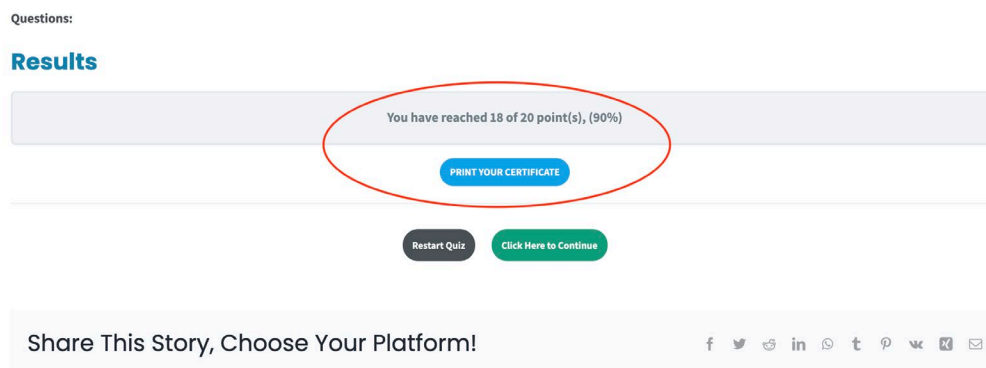 Questions:
Results
You have reached 18 of 20 point(s), (90%)
PRINT YOUR CERTIFICATE
Restart Quiz Click Here to Continue
Share This Story, Choose Your Platform!